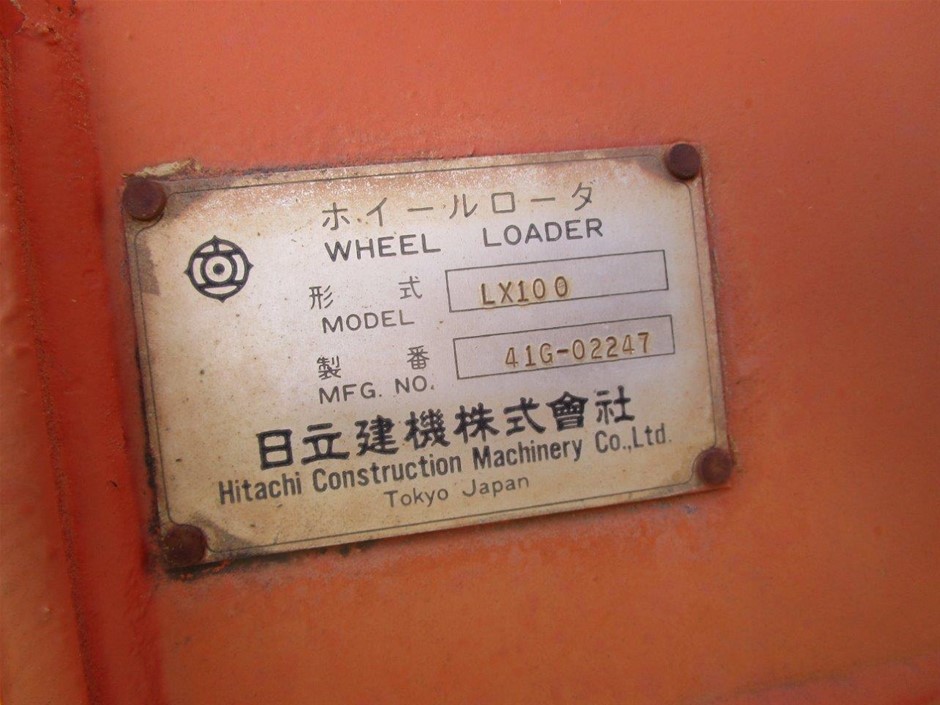 ホイールローダ
WHEEL LOADER
形式 LX100
MODEL
製番 41G-02247
MFG. NO.
日立建機株式會社
Hitachi Construction Machinery Co.,Ltd.
Tokyo Japan